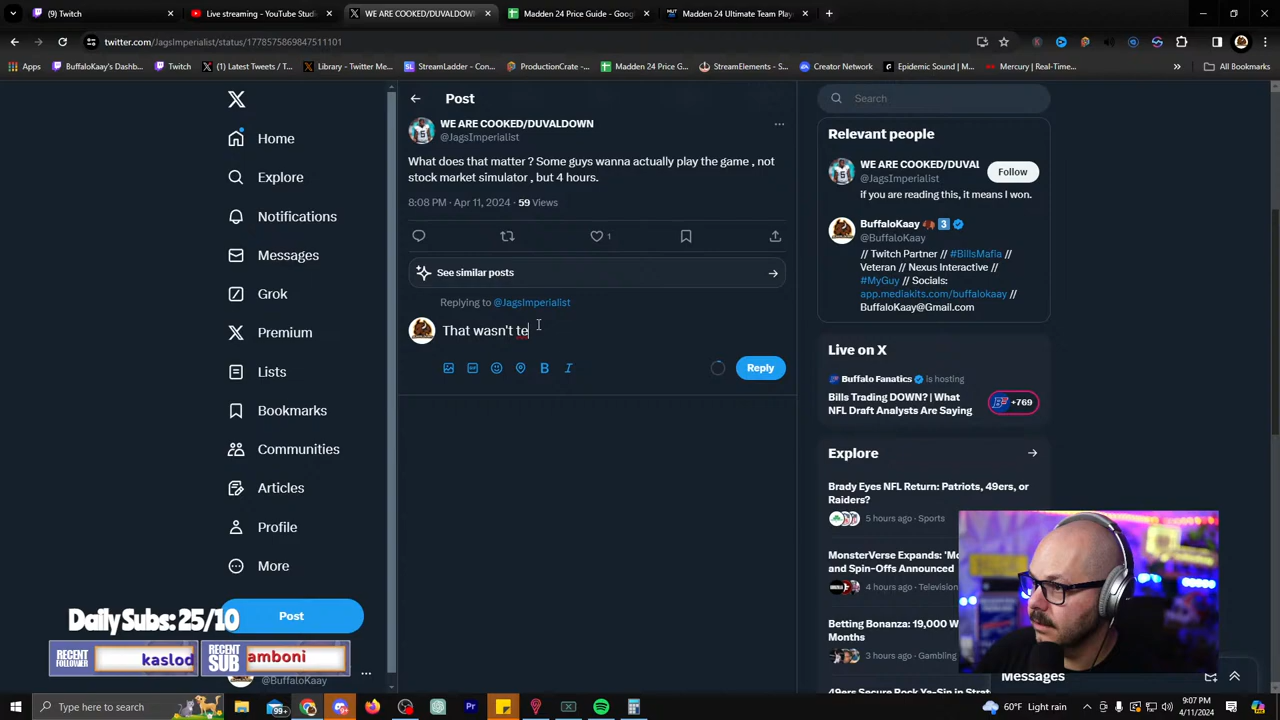 (4) Twitch
Live streaming - YouTube Studi
WE ARE COOKED/DUVALDOWN
Madden 24 Price Guide - Goog
Madden 24 Ultimate Team Play
twitter.com/JagsImperialist/status/1778575869847511101
Apps
BuffaloKaay's Dashb...
Twitch
(1) Latest Tweets / T...
Library - Twitter Me...
StreamLadder - Con...
ProductionCrate - V...
Madden 24 Price G...
StreamElements - S...
Creator Network
Epidemic Sound | M...
Mercury | Real-Time...
All Bookmarks
Home
Explore
Notifications
Messages
Grok
Premium
Lists
Bookmarks
Communities
Articles
Profile
More
Post
@BuffaloKaay
Daily Subs: 25/10
RECENT FOLLOWER
kaslod
RECENT SUB
amboni
Post
WE ARE COOKED/DUVALDOWN
@JagsImperialist
What does that matter ? Some guys wanna actually play the game , not
stock market simulator , but 4 hours.
8:08 PM · Apr 11, 2024 · 59 Views
1
See similar posts
Replying to @JagsImperialist
That wasn't te
Reply
Search
Relevant people
WE ARE COOKED/DUVAL
@JagsImperialist
Follow
if you are reading this, it means I won.
BuffaloKaay 3
@BuffaloKaay
// Twitch Partner // #BillsMafia //
Veteran // Nexus Interactive //
#MyGuy // Socials:
app.mediakits.com/buffalokaay //
BuffaloKaay@Gmail.com
Live on X
Buffalo Fanatics is hosting
Bills Trading DOWN? | What
NFL Draft Analysts Are Saying
+769
Explore
Brady Eyes NFL Return: Patriots, 49ers, or
Raiders?
5 hours ago · Sports
MonsterVerse Expands: 'Mo
and Spin-Offs Announced
4 hours ago · Television
Betting Bonanza: 19,000 W
Months
3 hours ago · Gambling
49ers Secure Rock Ya-Sin in Strate
Messages
Type here to search
99+
60°F Light rain
9:07 PM
4/11/2024